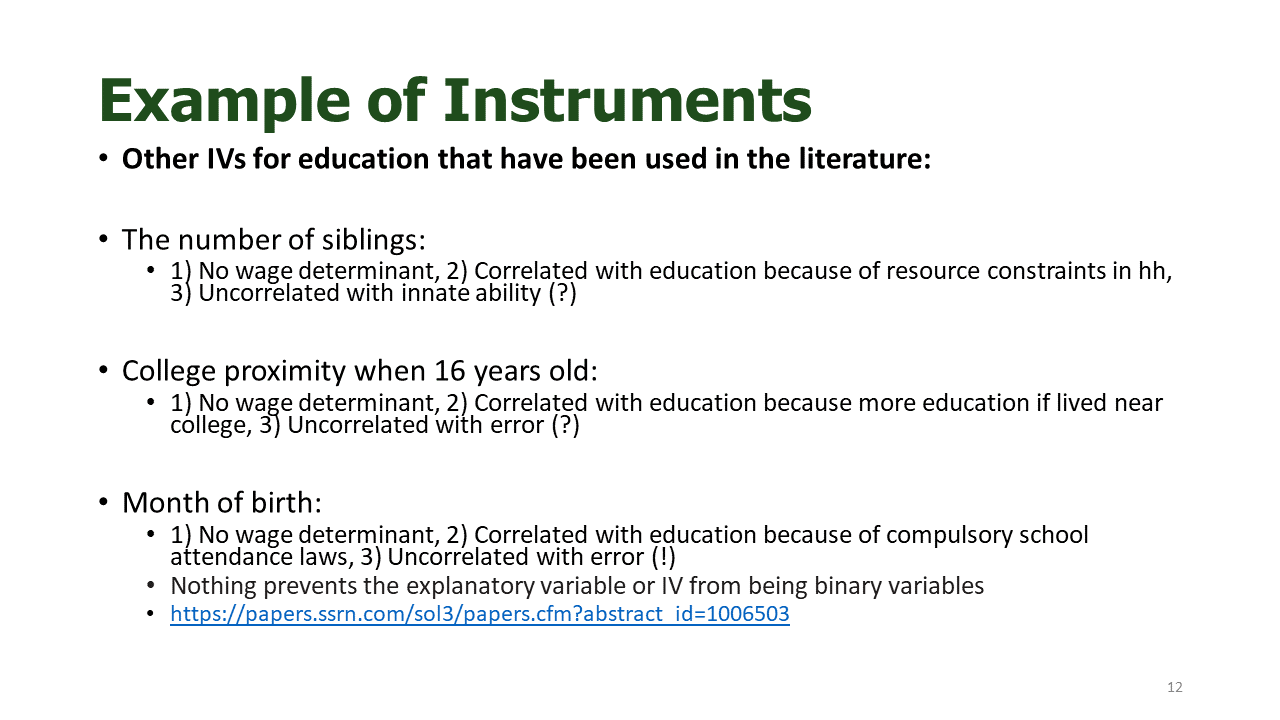 Example of Instruments
• Other IVs for education that have been used in the literature:
• The number of siblings:
• 1) No wage determinant, 2) Correlated with education because of resource constraints in hh,
3) Uncorrelated with innate ability (?)
• College proximity when 16 years old:
• 1) No wage determinant, 2) Correlated with education because more education if lived near
college, 3) Uncorrelated with error (?)
• Month of birth:
• 1) No wage determinant, 2) Correlated with education because of compulsory school
attendance laws, 3) Uncorrelated with error (!)
• Nothing prevents the explanatory variable or IV from being binary variables
• https://papers.ssrn.com/sol3/papers.cfm?abstract_id=1006503
12